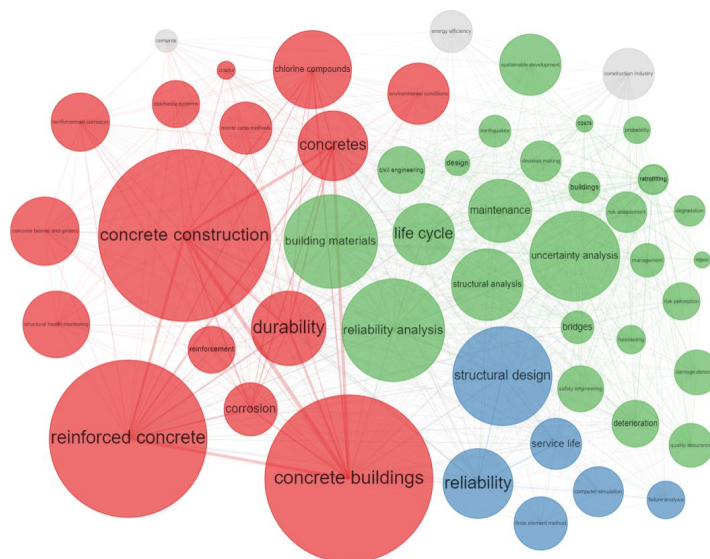 energy efficiency
cements
chlorine compounds
sustainable development
construction industry
cracks
environmental conditions
stochastic systems
reinforcement corrosion
monte carlo methods
concretes
earthquakes
costs
probability
civil engineering
design
decision making
buildings
retrofitting
concrete construction
building materials
life cycle
maintenance
risk assessment
degradation
concrete beams and girders
uncertainty analysis
management
structural analysis
risk perception
structural health monitoring
durability
reliability analysis
bridges
forecasting
reinforcement
structural design
damage detection
safety engineering
corrosion
deterioration
reinforced concrete
service life
quality assurance
concrete buildings
reliability
computer simulation
failure analysis
finite element method